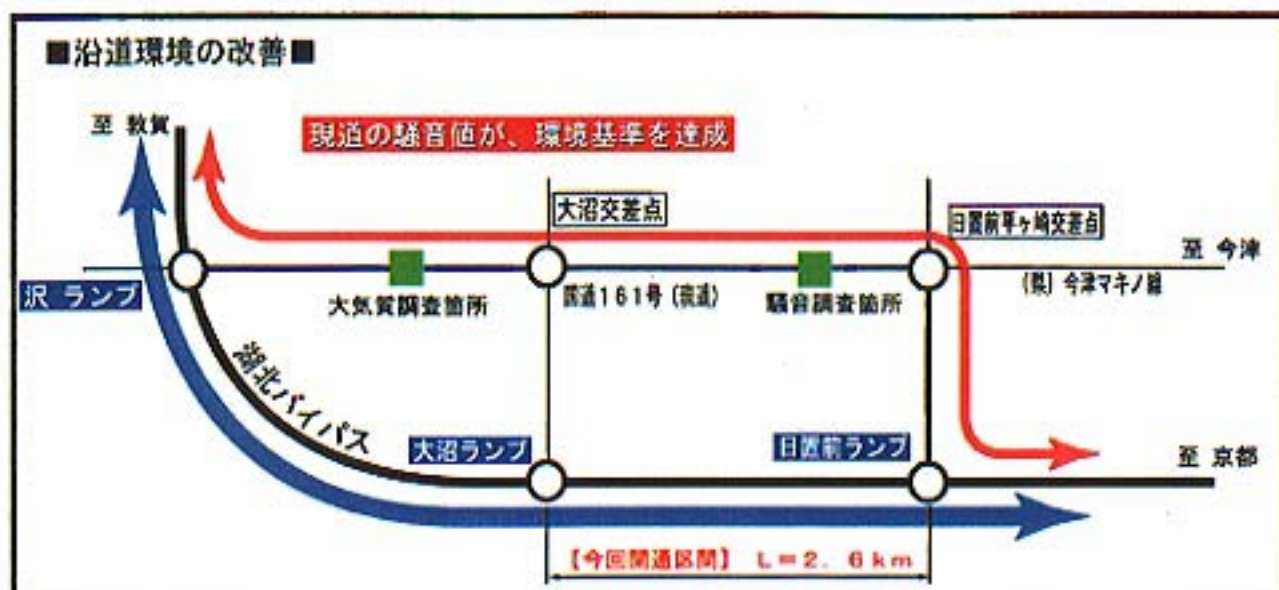 ■沿道環境の改善■
至 敦賀
現道の騒音値が、環境基準を達成
大沼交差点
日置前平ヶ崎交差点
至 今津
沢 ランプ
大気質調査箇所
国道161号(現道)
騒音調査箇所
(県)今津マキノ線
湖北バイパス
大沼ランプ
日置前ランプ
至 京都
【今回開通区間】 L=2.6km